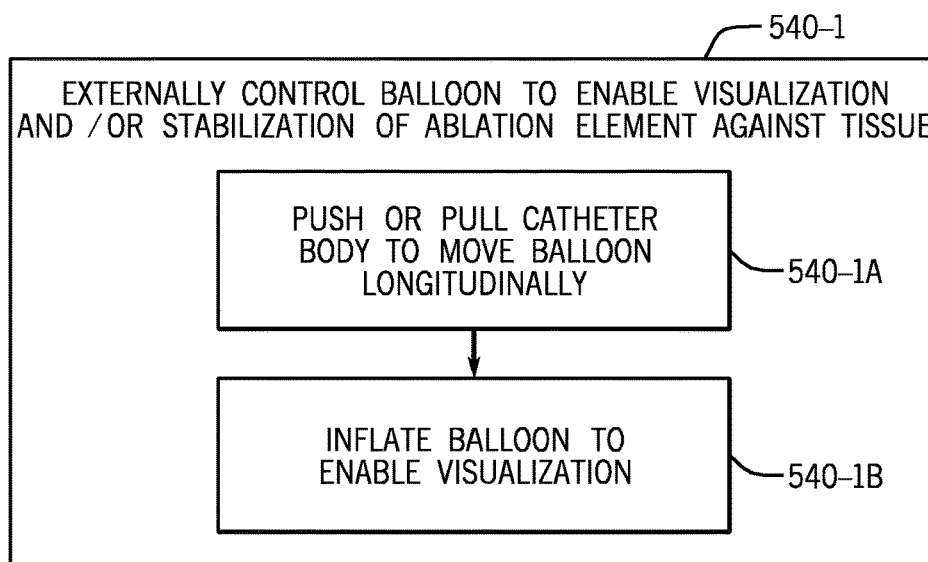 540-1
EXTERNALLY CONTROL BALLOON TO ENABLE VISUALIZATION
AND /OR STABILIZATION OF ABLATION ELEMENT AGAINST TISSUE
PUSH OR PULL CATHETER
BODY TO MOVE BALLOON
LONGITUDINALLY
540-1A
INFLATE BALLOON TO
ENABLE VISUALIZATION
540-1B